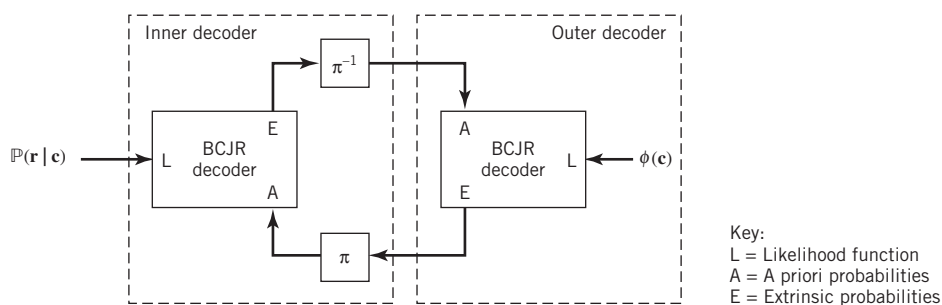 Inner decoder
Outer decoder
π⁻¹
E
A
ℙ(r | c)
L
BCJR
decoder
BCJR
decoder
L
ϕ(c)
A
E
π
Key:
L = Likelihood function
A = A priori probabilities
E = Extrinsic probabilities